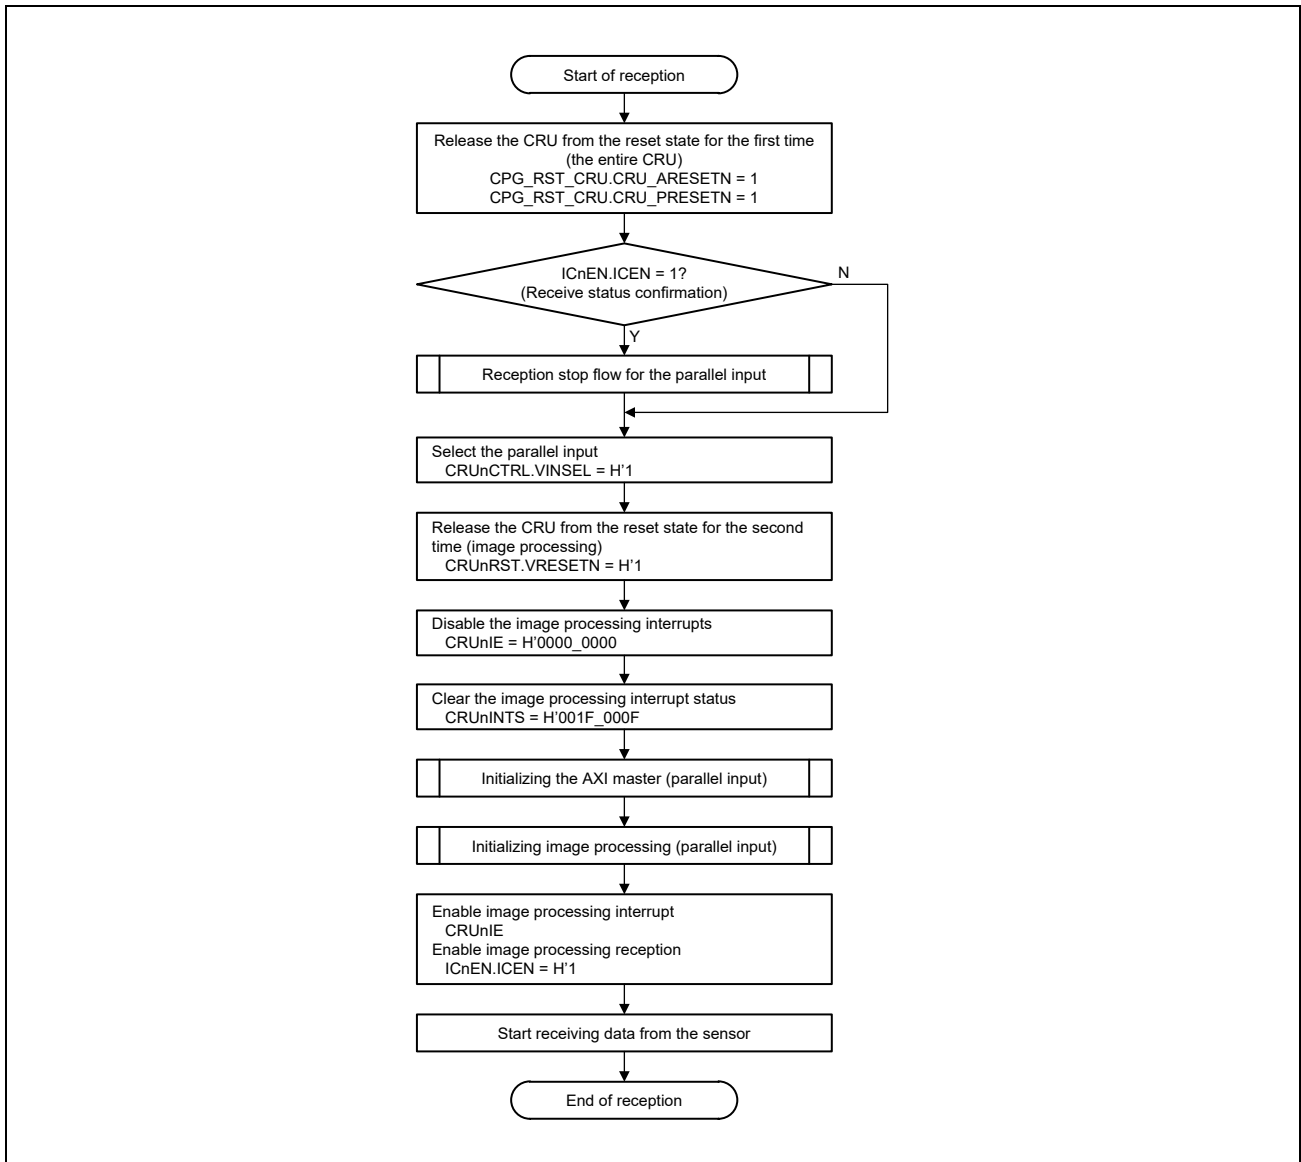 Start of reception
Release the CRU from the reset state for the first time
(the entire CRU)
CPG_RST_CRU.CRU_ARESETN = 1
CPG_RST_CRU.CRU_PRESETN = 1
ICnEN.ICEN = 1?
(Receive status confirmation)
N
Y
Reception stop flow for the parallel input
Select the parallel input
CRUnCTRL.VINSEL = H’1
Release the CRU from the reset state for the second
time (image processing)
CRUnRST.VRESETN = H’1
Disable the image processing interrupts
CRUnIE = H’0000_0000
Clear the image processing interrupt status
CRUnINTS = H’001F_000F
Initializing the AXI master (parallel input)
Initializing image processing (parallel input)
Enable image processing interrupt
CRUnIE
Enable image processing reception
ICnEN.ICEN = H’1
Start receiving data from the sensor
End of reception